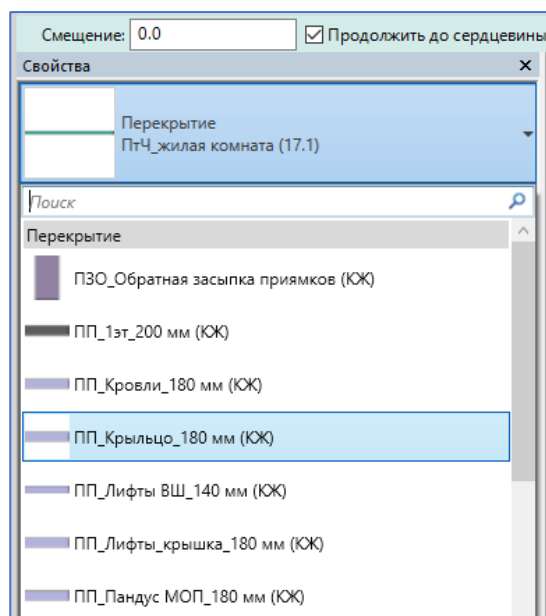 Смещение: 0.0 Продолжить до сердцевины
Свойства
Перекрытие
ПтЧ_жилая комната (17.1)
Поиск
Перекрытие
ПЗО_Обратная засыпка приямков (КЖ)
ПП_1эт_200 мм (КЖ)
ПП_Кровли_180 мм (КЖ)
ПП_Крыльцо_180 мм (КЖ)
ПП_Лифты ВШ_140 мм (КЖ)
ПП_Лифты_крышка_180 мм (КЖ)
ПП_Пандус МОП_180 мм (КЖ)